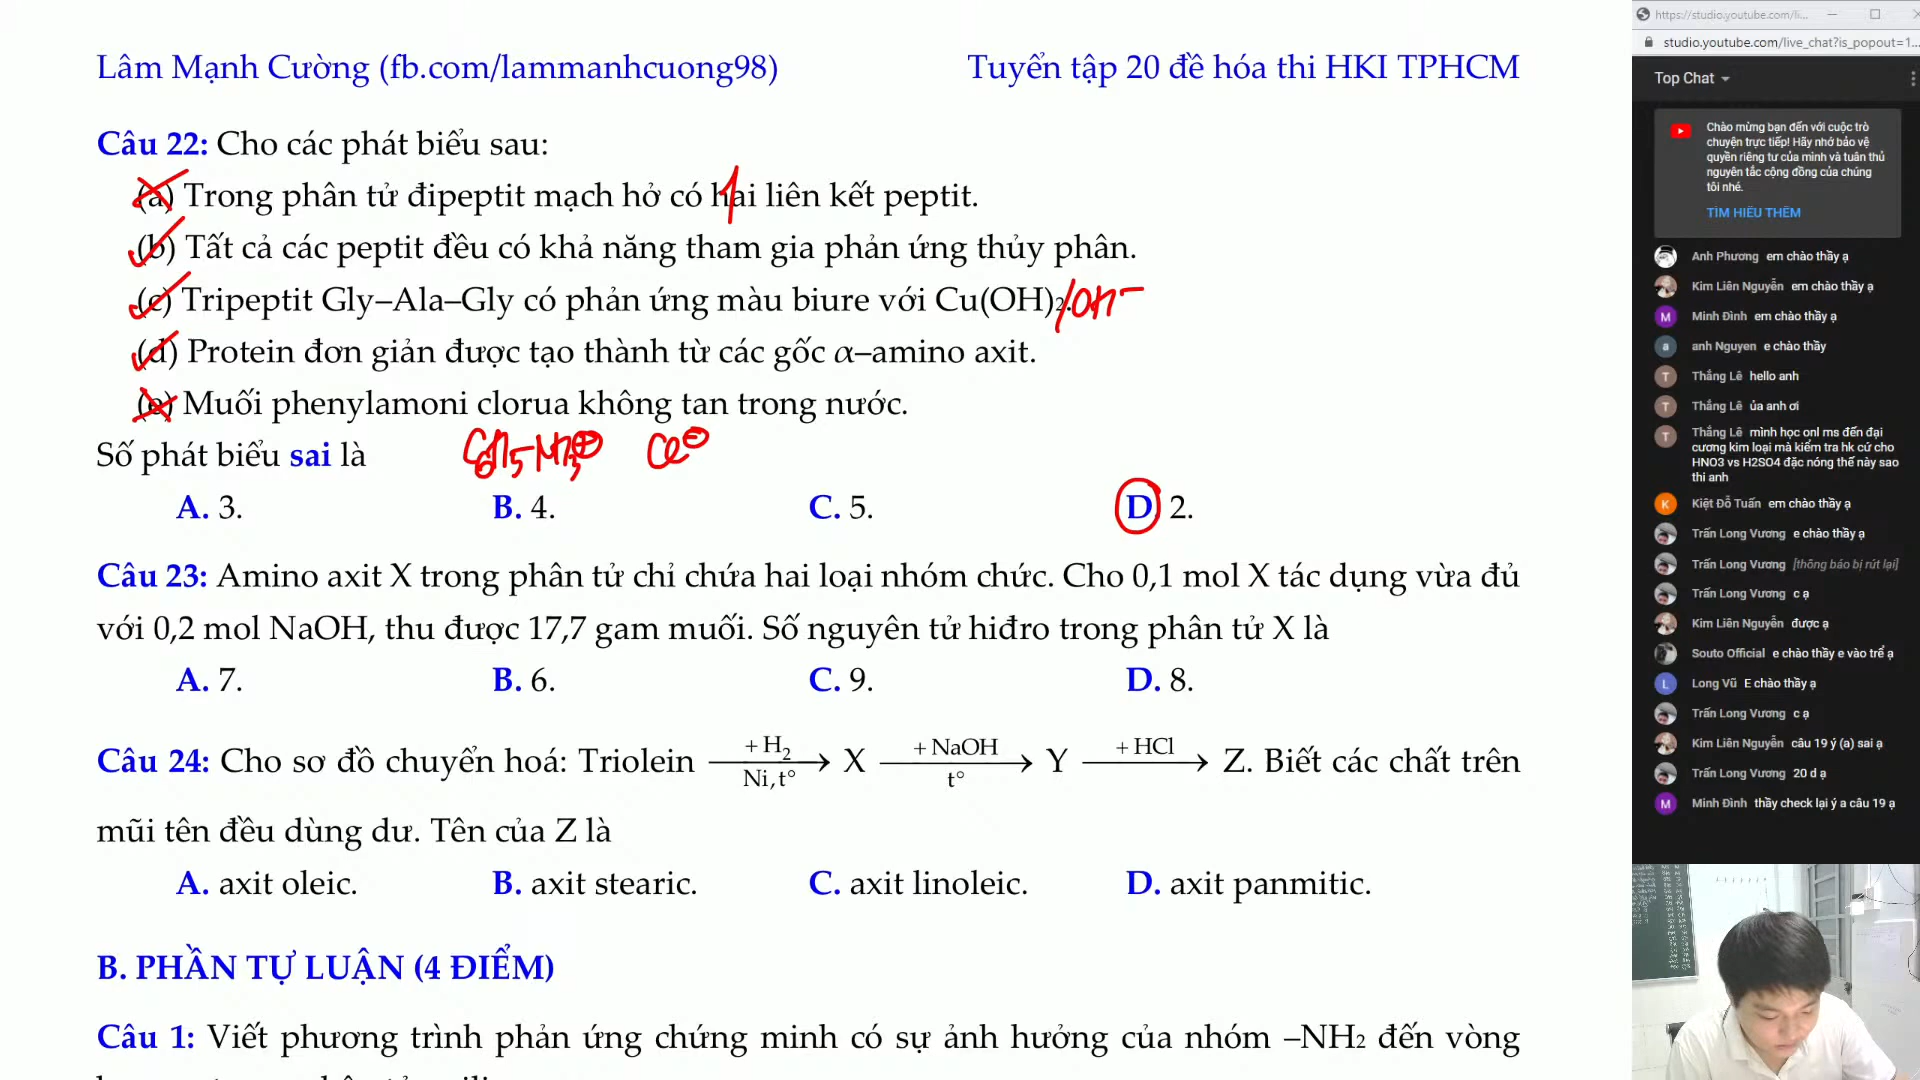 Lâm Mạnh Cường (fb.com/lammanhcuong98) Tuyển tập 20 đề hóa thi HKI TPHCM
Câu 22: Cho các phát biểu sau:
(a) Trong phân tử đipeptit mạch hở có hai liên kết peptit.
1
(b) Tất cả các peptit đều có khả năng tham gia phản ứng thủy phân.
(c) Tripeptit Gly–Ala–Gly có phản ứng màu biure với Cu(OH)₂. /OH⁻
(d) Protein đơn giản được tạo thành từ các gốc α–amino axit.
(e) Muối phenylamoni clorua không tan trong nước.
Số phát biểu sai là
C₆H₅-NH₃⊕ Cl⊖
A. 3. B. 4. C. 5. D. 2.
Câu 23: Amino axit X trong phân tử chỉ chứa hai loại nhóm chức. Cho 0,1 mol X tác dụng vừa đủ
với 0,2 mol NaOH, thu được 17,7 gam muối. Số nguyên tử hiđro trong phân tử X là
A. 7. B. 6. C. 9. D. 8.
Câu 24: Cho sơ đồ chuyển hoá: Triolein +H₂ Ni,t° → X +NaOH t° → Y +HCl → Z. Biết các chất trên
mũi tên đều dùng dư. Tên của Z là
A. axit oleic. B. axit stearic. C. axit linoleic. D. axit panmitic.
B. PHẦN TỰ LUẬN (4 ĐIỂM)
Câu 1: Viết phương trình phản ứng chứng minh có sự ảnh hưởng của nhóm –NH₂ đến vòng
https://studio.youtube.com/li...
studio.youtube.com/live_chat?is_popout=1...
Top Chat
Chào mừng bạn đến với cuộc trò
chuyện trực tiếp! Hãy nhớ bảo vệ
quyền riêng tư của mình và tuân thủ
nguyên tắc cộng đồng của chúng
tôi nhé.
TÌM HIỂU THÊM
Anh Phương em chào thầy ạ
Kim Liên Nguyễn em chào thầy ạ
M Minh Đình em chào thầy ạ
a anh Nguyen e chào thầy
T Thắng Lê hello anh
T Thắng Lê ủa anh ơi
T Thắng Lê mình học onl ms đến đại
cương kim loại mà kiểm tra hk cứ cho
HNO3 vs H2SO4 đặc nóng thế này sao
thi anh
K Kiệt Đỗ Tuấn em chào thầy ạ
Trần Long Vương e chào thầy ạ
Trần Long Vương [thông báo bị rút lại]
Trần Long Vương c ạ
Kim Liên Nguyễn được ạ
Souto Official e chào thầy e vào trể ạ
L Long Vũ E chào thầy ạ
Trần Long Vương c ạ
Kim Liên Nguyễn câu 19 ý (a) sai ạ
Trần Long Vương 20 d ạ
M Minh Đình thầy check lại ý a câu 19 ạ